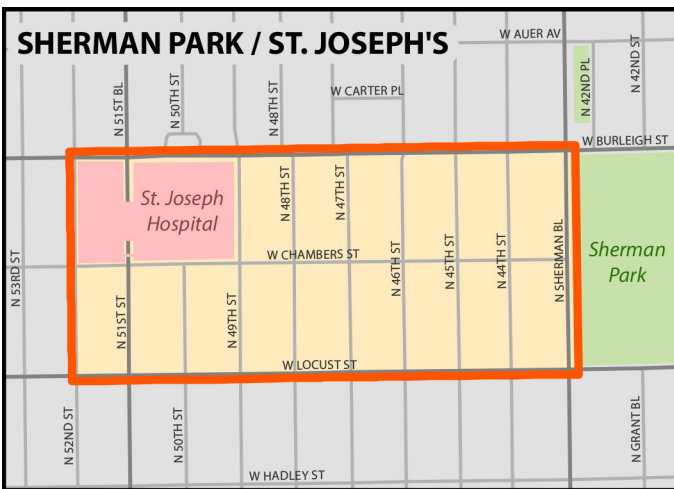 SHERMAN PARK / ST. JOSEPH'S
W AUER AV
N 51ST BL
N 50TH ST
N 48TH ST
W CARTER PL
N 42ND PL
N 42ND ST
W BURLEIGH ST
St. Joseph
Hospital
N 48TH ST
N 47TH ST
Sherman
Park
W CHAMBERS ST
N 53RD ST
N 51ST ST
N 49TH ST
N 46TH ST
N 45TH ST
N 44TH ST
N SHERMAN BL
W LOCUST ST
N 52ND ST
N 50TH ST
N GRANT BL
W HADLEY ST